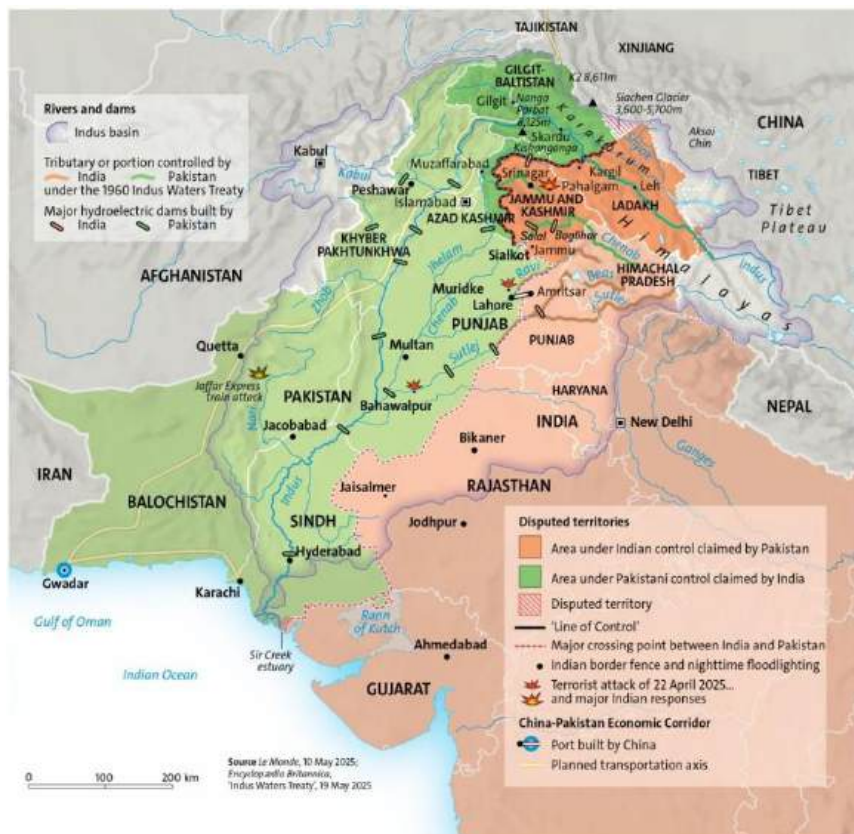 TAJIKISTAN
XINJIANG
GILGIT-
BALTISTAN
K2 8,611m
Gilgit
Nanga
Parbat
8,125m
Siachen Glacier
3,600-5,700m
Karakorum
Skardu
Kishanganga
Aksai
Chin
CHINA
TIBET
Tibet
Plateau
Rivers and dams
Indus basin
Tributary or portion controlled by
India
Pakistan
under the 1960 Indus Waters Treaty
Major hydroelectric dams built by
India
Pakistan
Kabul
Kabul
Muzaffarabad
Peshawar
Islamabad
AZAD KASHMIR
Srinagar
Pahalgam
Kargil
Leh
JAMMU AND
KASHMIR
LADAKH
Himalayas
Salal
Baglihar
Chenab
Jammu
Indus
KHYBER
PAKHTUNKHWA
Sialkot
Ravi
Beas
HIMACHAL
PRADESH
AFGHANISTAN
Zhob
Jhelam
Muridke
Lahore
Amritsar
Sutlej
Chenab
PUNJAB
PUNJAB
Quetta
Multan
Sutlej
Jaffar Express
train attack
Nari
PAKISTAN
Bahawalpur
HARYANA
INDIA
New Delhi
NEPAL
Jacobabad
Bikaner
Ganges
IRAN
BALOCHISTAN
Indus
Jaisalmer
RAJASTHAN
SINDH
Jodhpur
Hyderabad
Gwadar
Karachi
Gulf of Oman
Rann
of Kutch
Sir Creek
estuary
Ahmedabad
Indian Ocean
GUJARAT
Disputed territories
Area under Indian control claimed by Pakistan
Area under Pakistani control claimed by India
Disputed territory
‘Line of Control’
Major crossing point between India and Pakistan
Indian border fence and nighttime floodlighting
Terrorist attack of 22 April 2025...
and major Indian responses
China-Pakistan Economic Corridor
Port built by China
Planned transportation axis
Source Le Monde, 10 May 2025;
Encyclopædia Britannica,
‘Indus Waters Treaty’, 19 May 2025
0
100
200 km